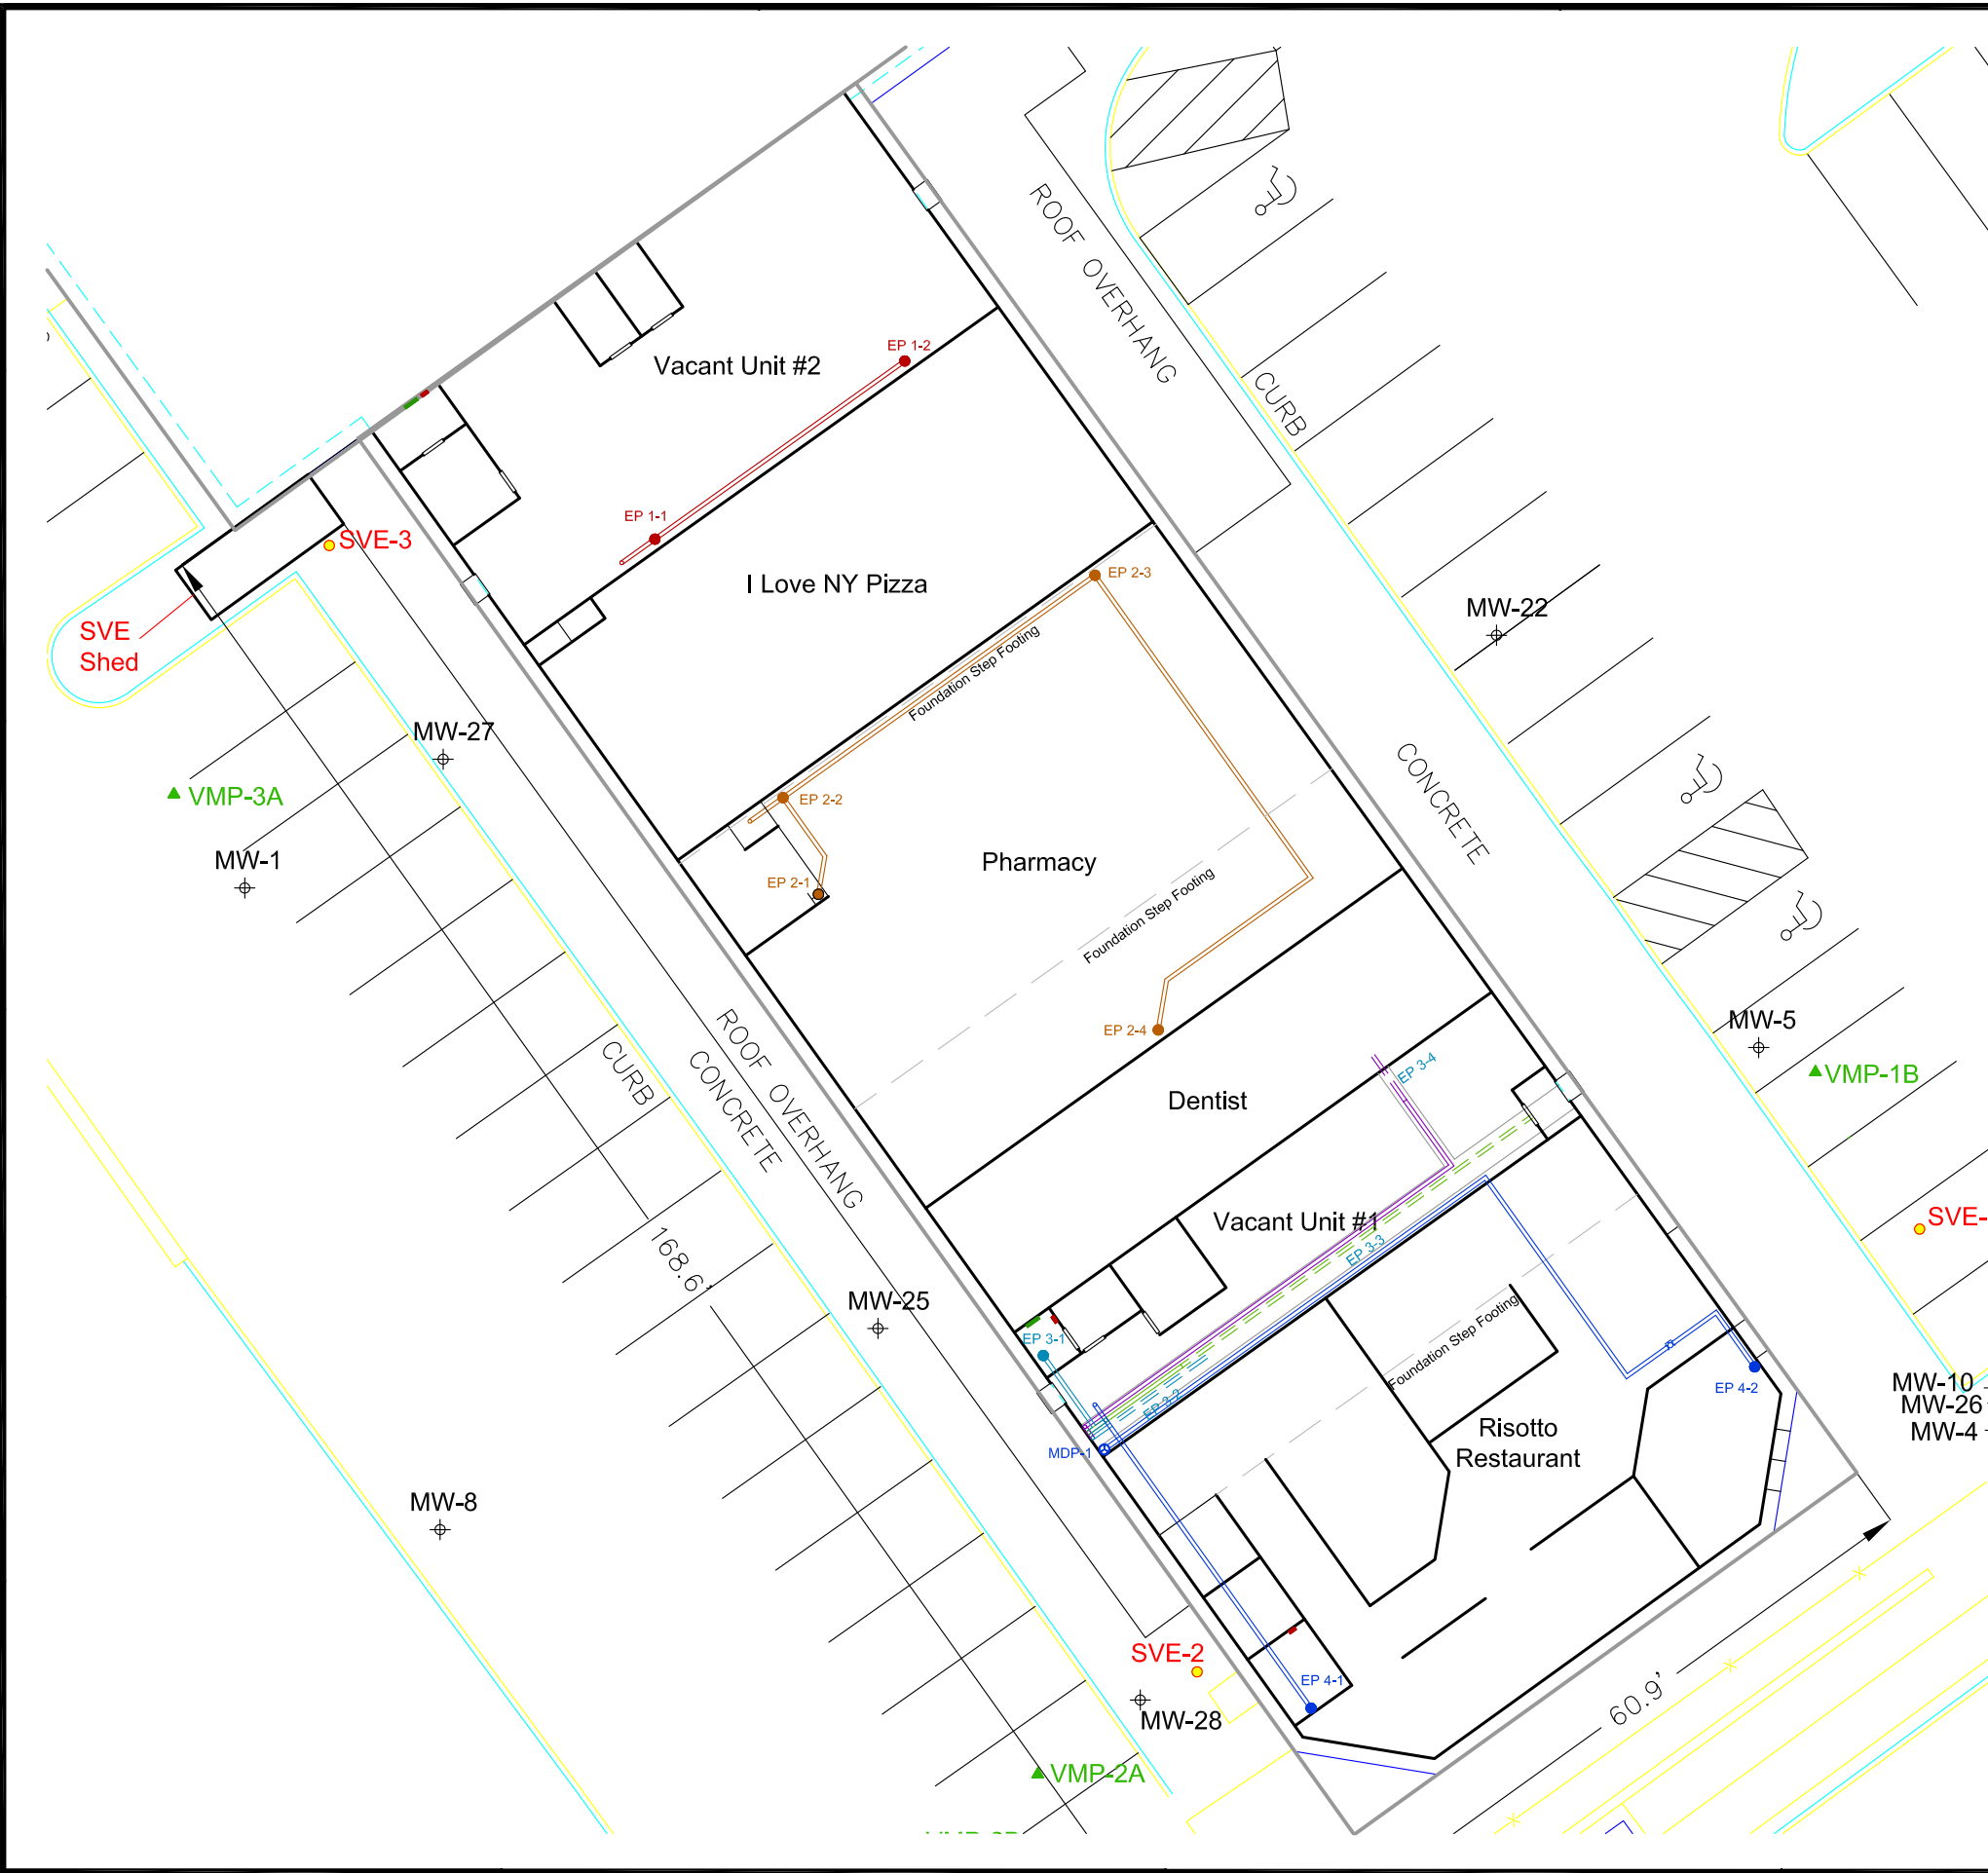 ROOF OVERHANG
CURB
Vacant Unit #2
EP 1-2
EP 1-1
SVE-3
SVE
Shed
I Love NY Pizza
EP 2-3
Foundation Step Footing
MW-22
MW-27
VMP-3A
MW-1
EP 2-2
EP 2-1
Pharmacy
CONCRETE
Foundation Step Footing
EP 2-4
MW-5
VMP-1B
EP 3-4
Dentist
CURB
CONCRETE
ROOF OVERHANG
Vacant Unit #1
EP 3-3
168.6'
SVE-
MW-25
EP 3-1
Foundation Step Footing
EP 3-2
MDP-1
EP 4-2
MW-10
MW-26
MW-4
Risotto
Restaurant
MW-8
SVE-2
EP 4-1
MW-28
60.9'
VMP-2A